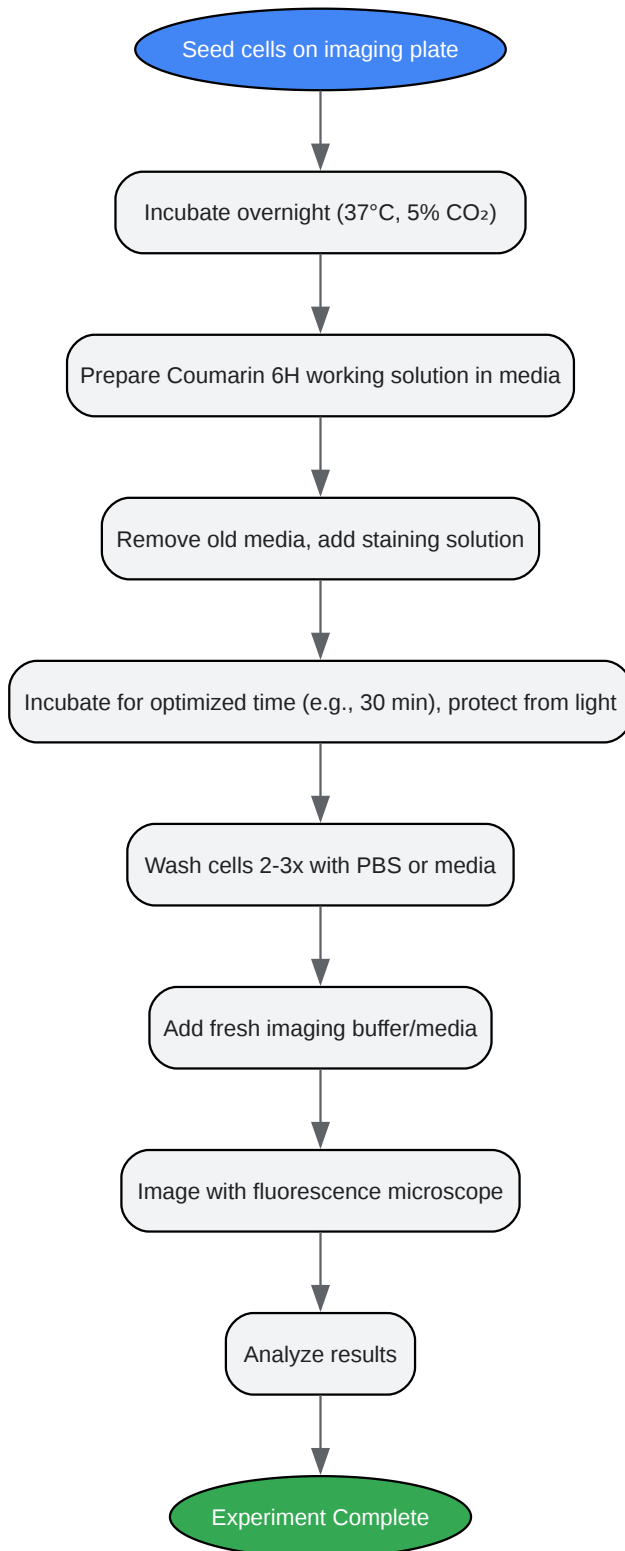 Seed cells on imaging plate
Incubate overnight (37°C, 5% CO₂)
Prepare Coumarin 6H working solution in media
Remove old media, add staining solution
Incubate for optimized time (e.g., 30 min), protect from light
Wash cells 2-3x with PBS or media
Add fresh imaging buffer/media
Image with fluorescence microscope
Analyze results
Experiment Complete